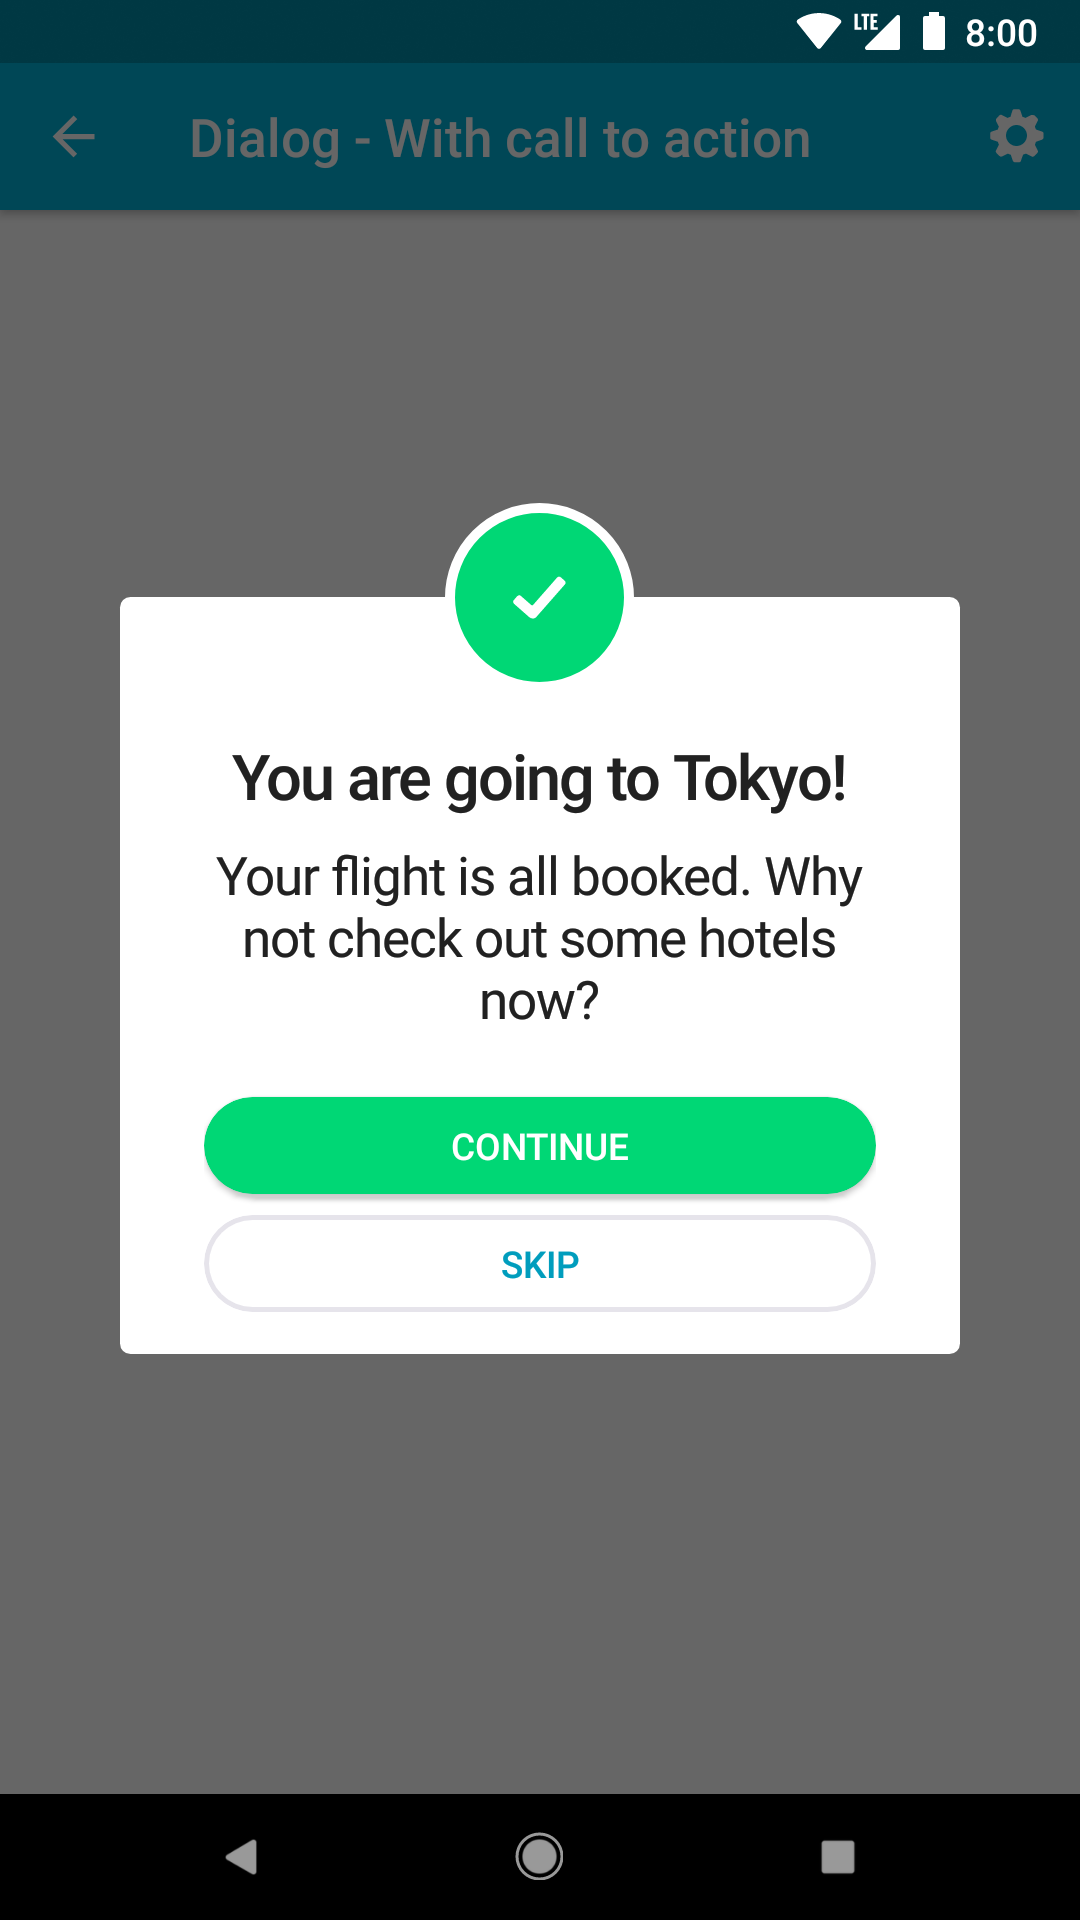 LTE 8:00
Dialog - With call to action
You are going to Tokyo!
Your flight is all booked. Why
not check out some hotels
now?
CONTINUE
SKIP